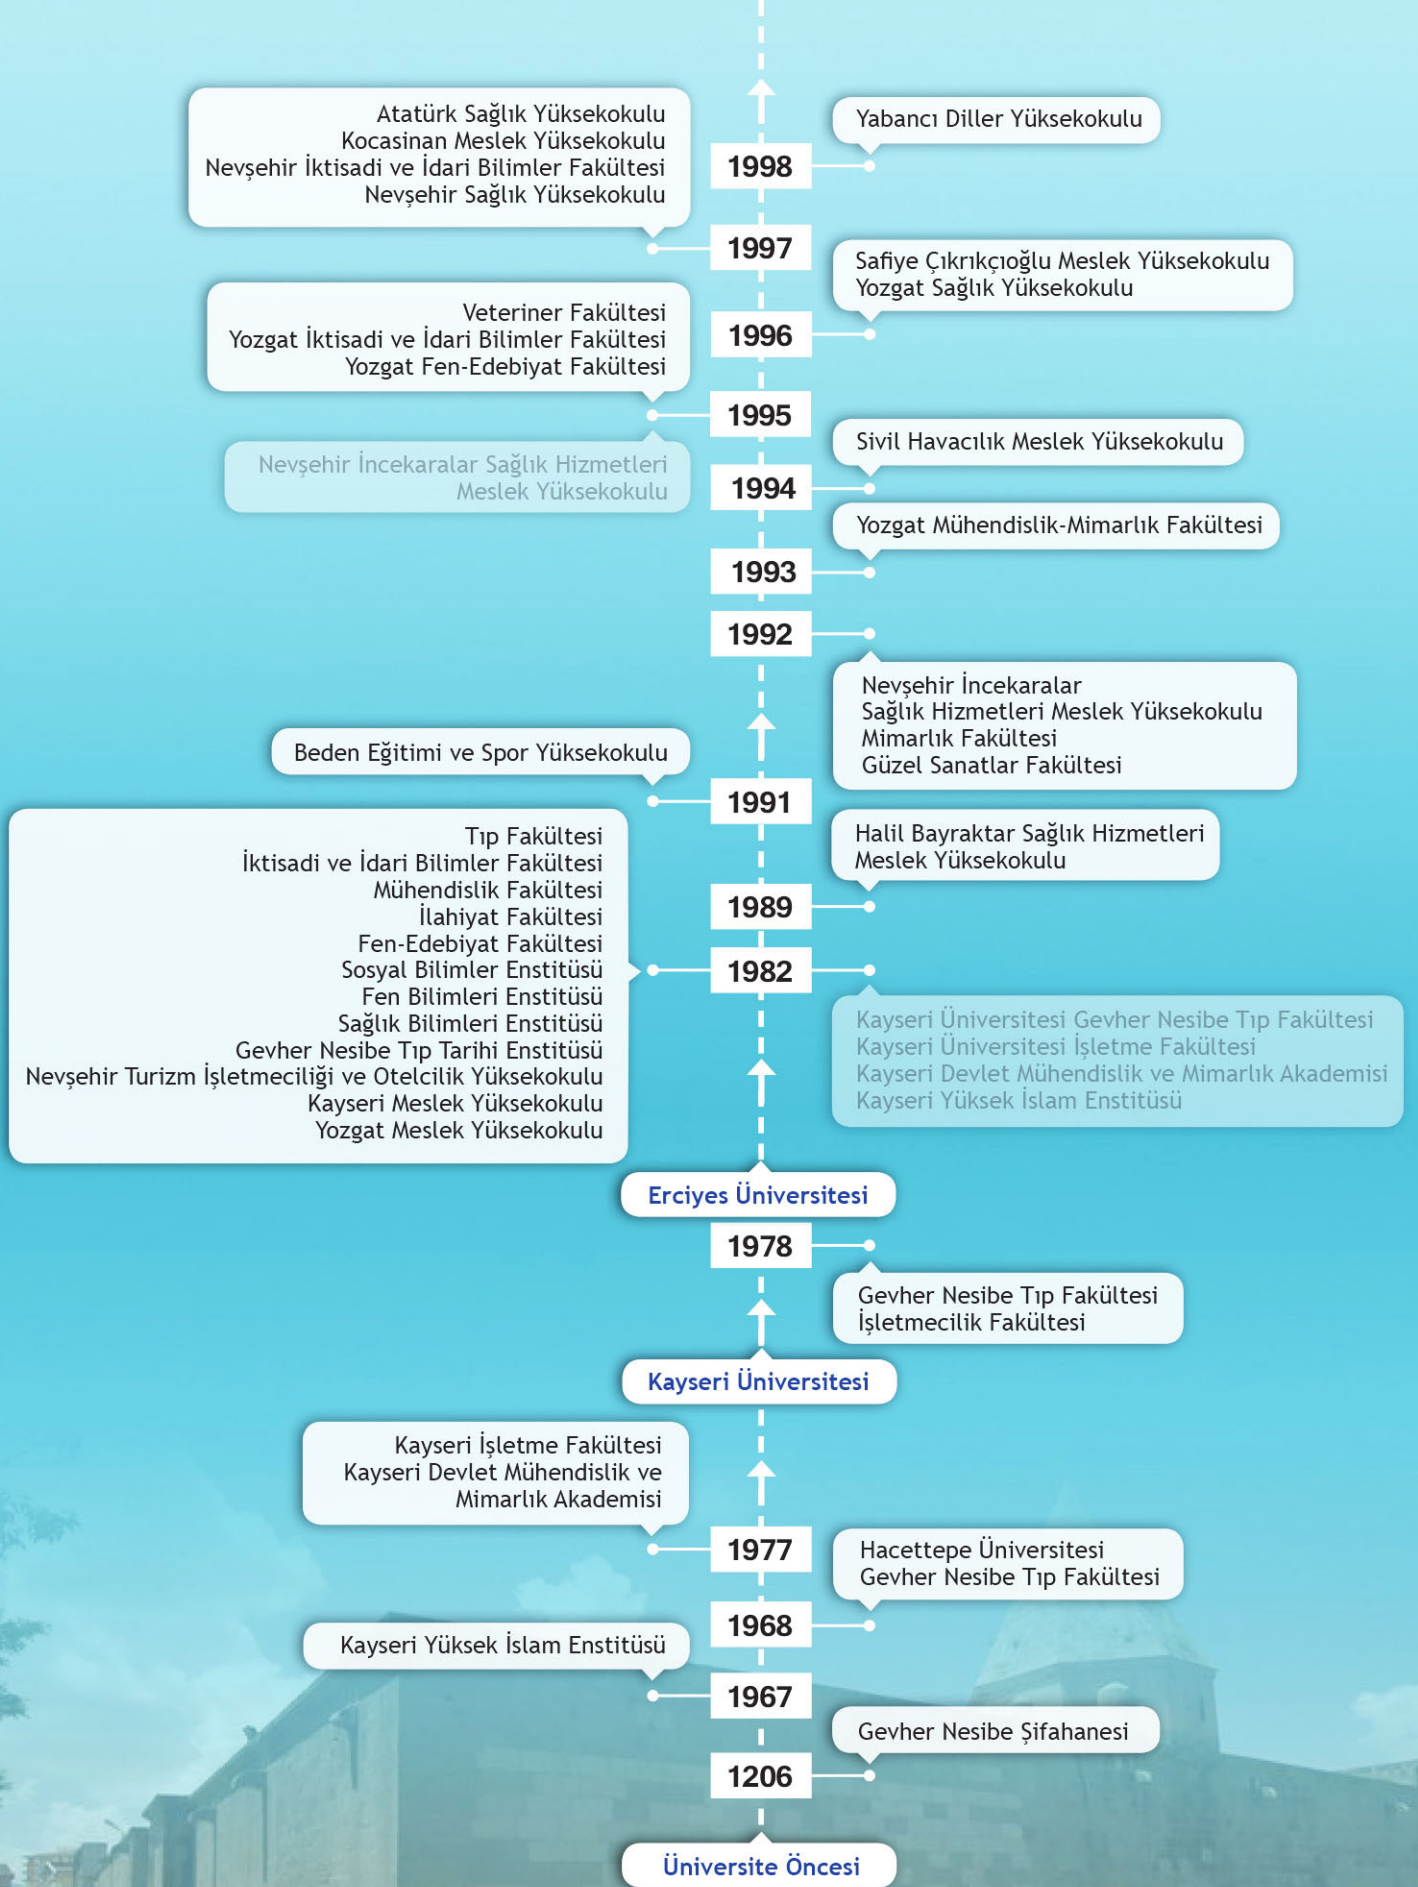 Atatürk Sağlık Yüksekokulu
Kocasinan Meslek Yüksekokulu
Nevşehir İktisadi ve İdari Bilimler Fakültesi
Nevşehir Sağlık Yüksekokulu
Yabancı Diller Yüksekokulu
1998
1997
Safiye Çıkrıkçıoğlu Meslek Yüksekokulu
Yozgat Sağlık Yüksekokulu
Veteriner Fakültesi
Yozgat İktisadi ve İdari Bilimler Fakültesi
Yozgat Fen-Edebiyat Fakültesi
1996
1995
Sivil Havacılık Meslek Yüksekokulu
Nevşehir İncekaralar Sağlık Hizmetleri
Meslek Yüksekokulu
1994
Yozgat Mühendislik-Mimarlık Fakültesi
1993
1992
Nevşehir İncekaralar
Sağlık Hizmetleri Meslek Yüksekokulu
Mimarlık Fakültesi
Güzel Sanatlar Fakültesi
Beden Eğitimi ve Spor Yüksekokulu
1991
Halil Bayraktar Sağlık Hizmetleri
Meslek Yüksekokulu
1989
Tıp Fakültesi
İktisadi ve İdari Bilimler Fakültesi
Mühendislik Fakültesi
İlahiyat Fakültesi
Fen-Edebiyat Fakültesi
Sosyal Bilimler Enstitüsü
Fen Bilimleri Enstitüsü
Sağlık Bilimleri Enstitüsü
Gevher Nesibe Tıp Tarihi Enstitüsü
Nevşehir Turizm İşletmeciliği ve Otelcilik Yüksekokulu
Kayseri Meslek Yüksekokulu
Yozgat Meslek Yüksekokulu
1982
Kayseri Üniversitesi Gevher Nesibe Tıp Fakültesi
Kayseri Üniversitesi İşletme Fakültesi
Kayseri Devlet Mühendislik ve Mimarlık Akademisi
Kayseri Yüksek İslam Enstitüsü
Erciyes Üniversitesi
1978
Gevher Nesibe Tıp Fakültesi
İşletmecilik Fakültesi
Kayseri Üniversitesi
Kayseri İşletme Fakültesi
Kayseri Devlet Mühendislik ve
Mimarlık Akademisi
1977
Hacettepe Üniversitesi
Gevher Nesibe Tıp Fakültesi
1968
Kayseri Yüksek İslam Enstitüsü
1967
Gevher Nesibe Şifahanesi
1206
Üniversite Öncesi